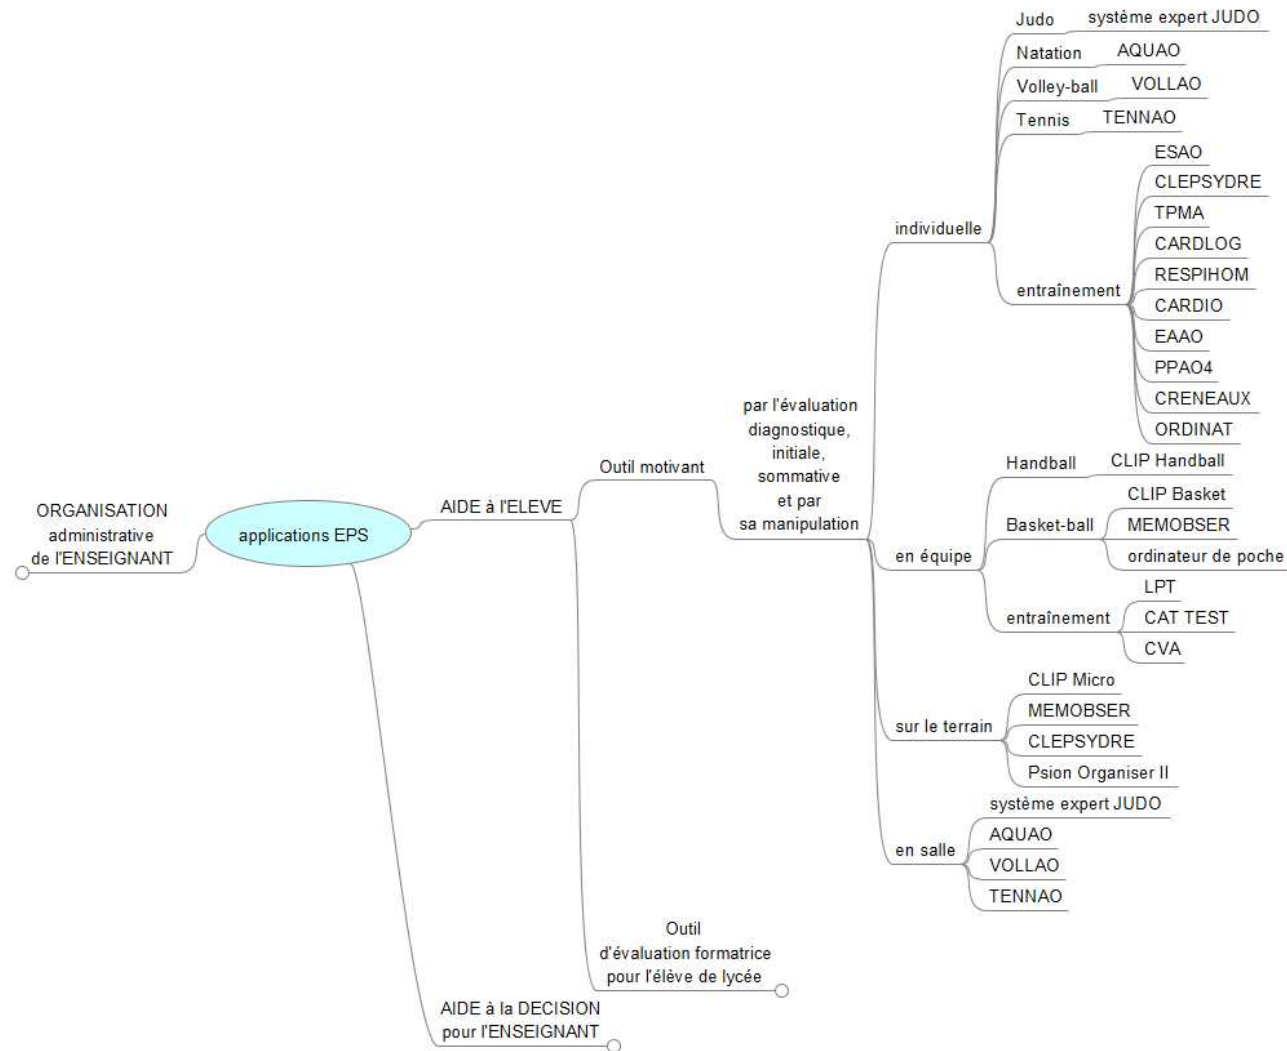 ORGANISATION
administrative
de l'ENSEIGNANT
applications EPS
AIDE à l'ELEVE
Outil motivant
par l'évaluation
diagnostique,
initiale,
sommative
et par
sa manipulation
individuelle
Judo
système expert JUDO
Natation
AQUAO
Volley-ball
VOLLAO
Tennis
TENNAO
entraînement
ESAO
CLEPSYDRE
TPMA
CARDLOG
RESPIHOM
CARDIO
EAAO
PPAO4
CRENEAUX
ORDINAT
en équipe
Handball
CLIP Handball
Basket-ball
CLIP Basket
MEMOBSER
ordinateur de poche
entraînement
LPT
CAT TEST
CVA
sur le terrain
CLIP Micro
MEMOBSER
CLEPSYDRE
Psion Organiser II
en salle
système expert JUDO
AQUAO
VOLLAO
TENNAO
Outil
d'évaluation formatrice
pour l'élève de lycée
AIDE à la DECISION
pour l'ENSEIGNANT